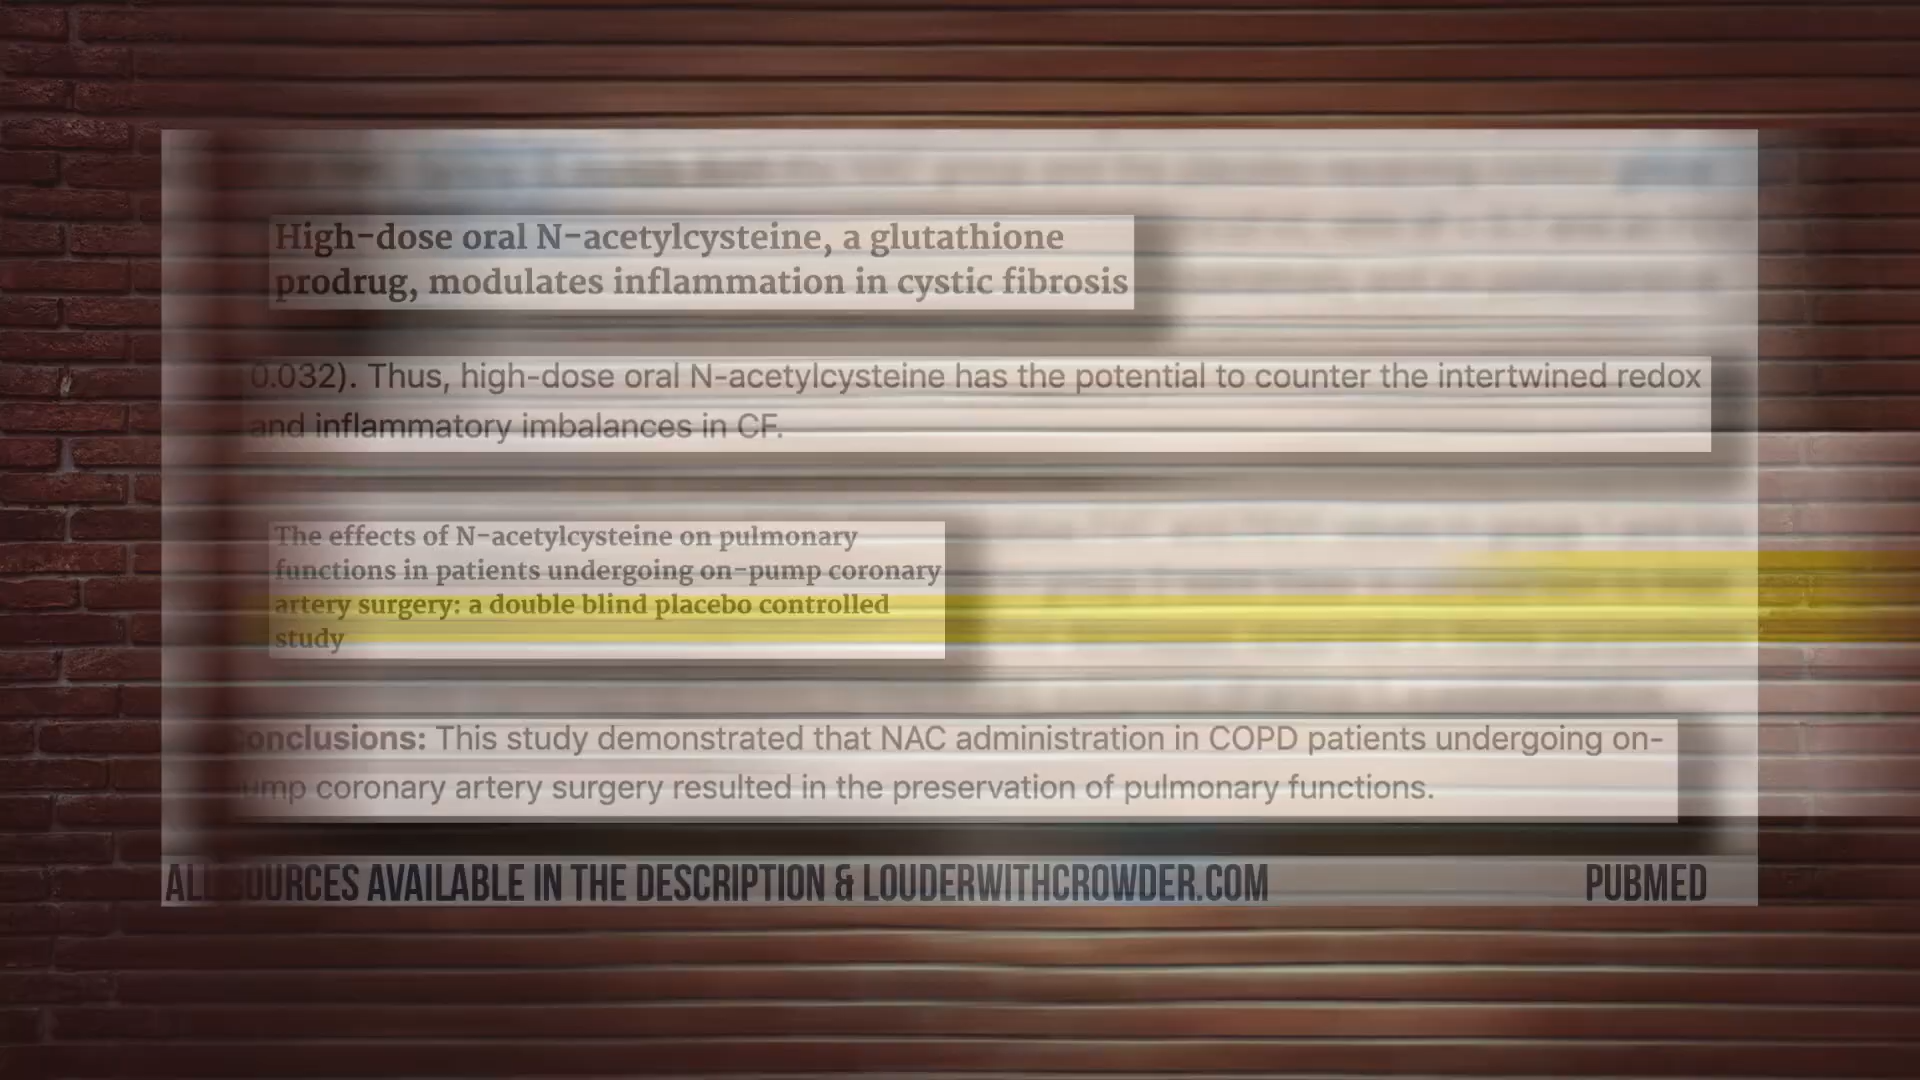 High-dose oral N-acetylcysteine, a glutathione
prodrug, modulates inflammation in cystic fibrosis
0.032). Thus, high-dose oral N-acetylcysteine has the potential to counter the intertwined redox
and inflammatory imbalances in CF.
The effects of N-acetylcysteine on pulmonary
functions in patients undergoing on-pump coronary
artery surgery: a double blind placebo controlled
study
onclusions: This study demonstrated that NAC administration in COPD patients undergoing on-
ump coronary artery surgery resulted in the preservation of pulmonary functions.
ALL SOURCES AVAILABLE IN THE DESCRIPTION & LOUDERWITHCROWDER.COM
PUBMED